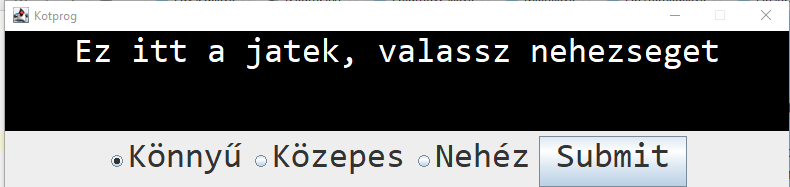 Kotprog
Ez itt a jatek, valassz nehezseget
Könnyű Közepes Nehéz Submit